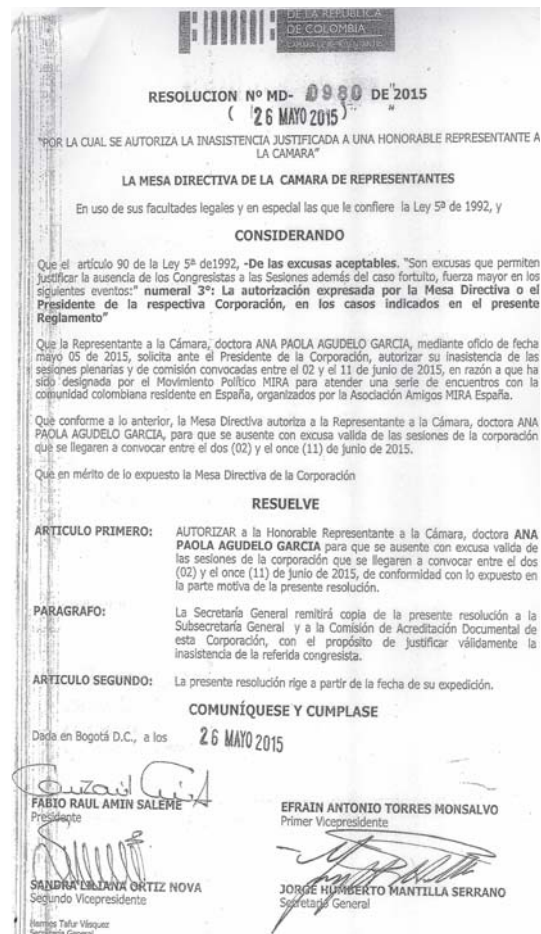 DE LA REPUBLICA
DE COLOMBIA
RESOLUCION Nº MD- 0980 DE 2015
( 26 MAYO 2015 )
"POR LA CUAL SE AUTORIZA LA INASISTENCIA JUSTIFICADA A UNA HONORABLE REPRESENTANTE A
LA CAMARA"
LA MESA DIRECTIVA DE LA CAMARA DE REPRESENTANTES
En uso de sus facultades legales y en especial las que le confiere la Ley 5ª de 1992, y
CONSIDERANDO
Que el artículo 90 de la Ley 5ª de1992, -De las excusas aceptables. "Son excusas que permiten
justificar la ausencia de los Congresistas a las Sesiones además del caso fortuito, fuerza mayor en los
siguientes eventos:" numeral 3°: La autorización expresada por la Mesa Directiva o el
Presidente de la respectiva Corporación, en los casos indicados en el presente
Reglamento"
Que la Representante a la Cámara, doctora ANA PAOLA AGUDELO GARCIA, mediante oficio de fecha
mayo 05 de 2015, solicita ante el Presidente de la Corporación, autorizar su inasistencia de las
sesiones plenarias y de comisión convocadas entre el 02 y el 11 de junio de 2015, en razón a que ha
sido designada por el Movimiento Político MIRA para atender una serie de encuentros con la
comunidad colombiana residente en España, organizados por la Asociación Amigos MIRA España.
Que conforme a lo anterior, la Mesa Directiva autoriza a la Representante a la Cámara, doctora ANA
PAOLA AGUDELO GARCIA, para que se ausente con excusa valida de las sesiones de la corporación
que se llegaren a convocar entre el dos (02) y el once (11) de junio de 2015.
Que en mérito de lo expuesto la Mesa Directiva de la Corporación
RESUELVE
ARTICULO PRIMERO: AUTORIZAR a la Honorable Representante a la Cámara, doctora ANA
PAOLA AGUDELO GARCIA para que se ausente con excusa valida de
las sesiones de la corporación que se llegaren a convocar entre el dos
(02) y el once (11) de junio de 2015, de conformidad con lo expuesto en
la parte motiva de la presente resolución.
PARAGRAFO: La Secretaría General remitirá copia de la presente resolución a la
Subsecretaría General y a la Comisión de Acreditación Documental de
esta Corporación, con el propósito de justificar válidamente la
inasistencia de la referida congresista.
ARTICULO SEGUNDO: La presente resolución rige a partir de la fecha de su expedición.
COMUNÍQUESE Y CUMPLASE
Dada en Bogotá D.C., a los 26 MAYO 2015
FABIO RAUL AMIN SALEME
Presidente
EFRAIN ANTONIO TORRES MONSALVO
Primer Vicepresidente
SANDRA LILIANA ORTIZ NOVA
Segundo Vicepresidente
JORGE HUMBERTO MANTILLA SERRANO
Secretario General
Hermes Tafur Vásquez
Secretaría General